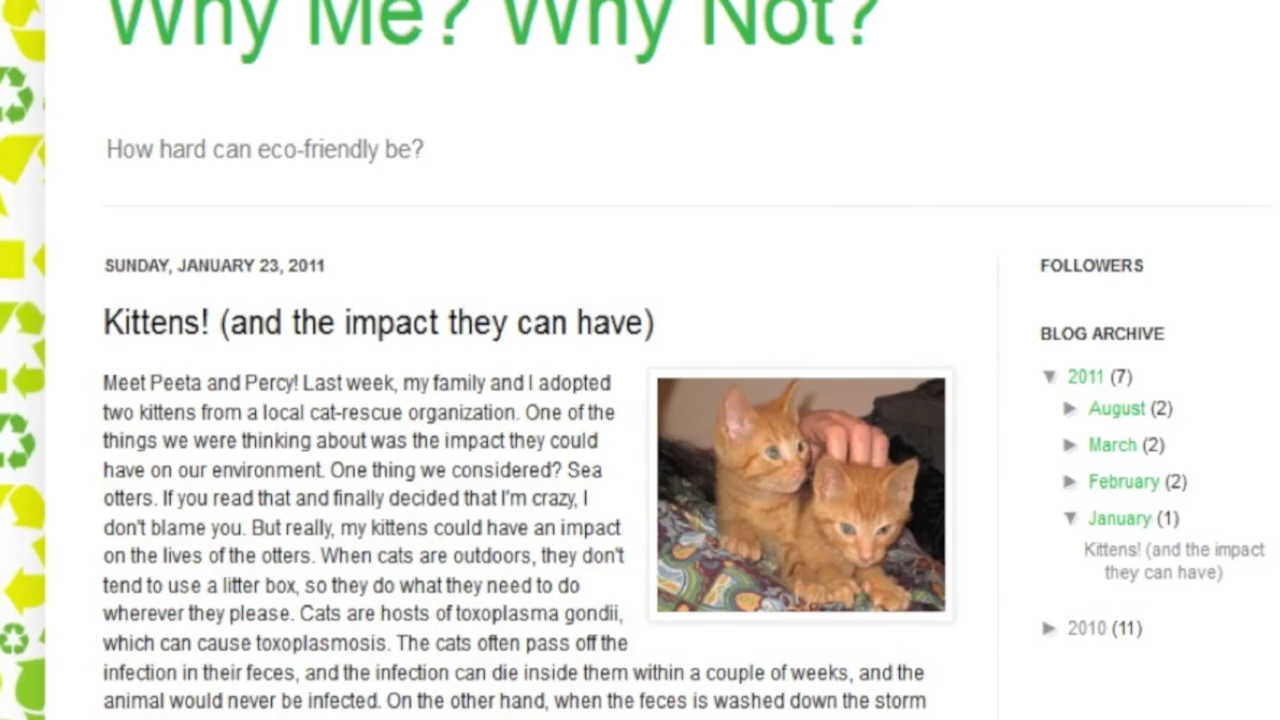 Why Me? Why Not?
How hard can eco-friendly be?
SUNDAY, JANUARY 23, 2011
Kittens! (and the impact they can have)
Meet Peeta and Percy! Last week, my family and I adopted
two kittens from a local cat-rescue organization. One of the
things we were thinking about was the impact they could
have on our environment. One thing we considered? Sea
otters. If you read that and finally decided that I'm crazy, I
don't blame you. But really, my kittens could have an impact
on the lives of the otters. When cats are outdoors, they don't
tend to use a litter box, so they do what they need to do
wherever they please. Cats are hosts of toxoplasma gondii,
which can cause toxoplasmosis. The cats often pass off the
infection in their feces, and the infection can die inside them within a couple of weeks, and the
animal would never be infected. On the other hand, when the feces is washed down the storm
FOLLOWERS
BLOG ARCHIVE
▼ 2011 (7)
► August (2)
► March (2)
► February (2)
▼ January (1)
Kittens! (and the impact
they can have)
► 2010 (11)